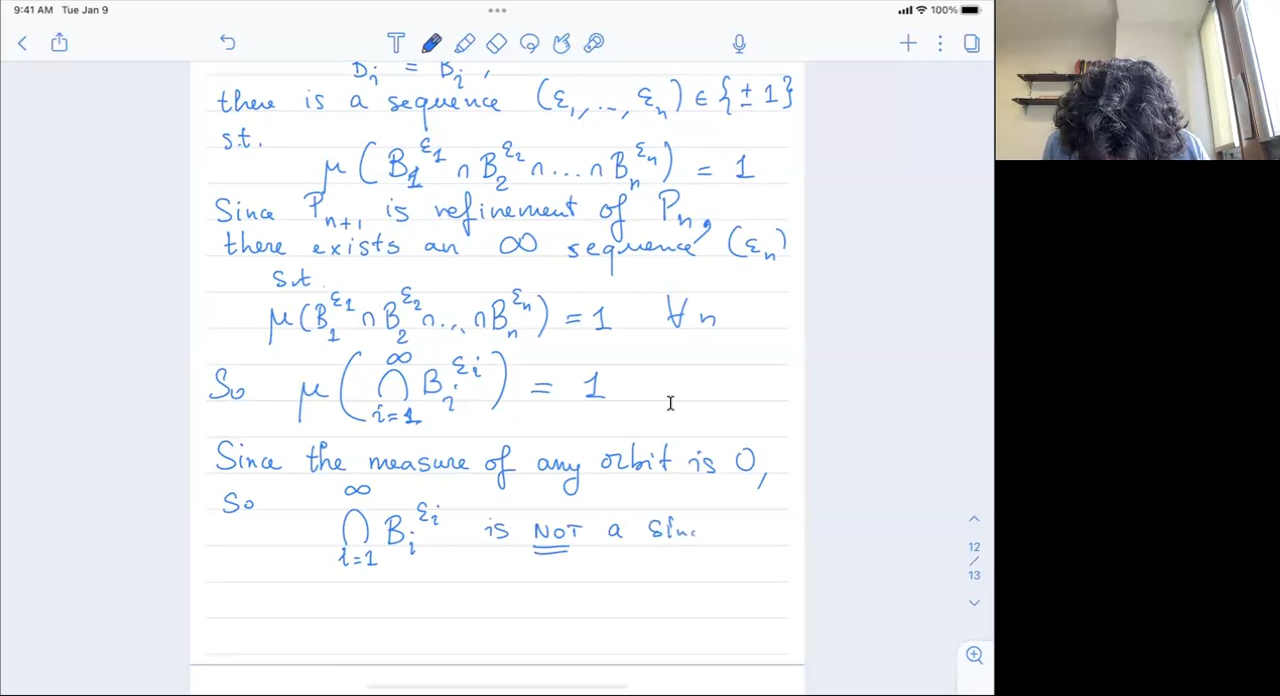 9:41 AM Tue Jan 9
100%
there is a sequence (ε₁, .., εₙ) ∈ {± 1}
s.t.
μ ( B₁^ε₁ ∩ B₂^ε₂ ∩ ... ∩ Bₙ^εₙ ) = 1
Since Pₙ₊₁ is refinement of Pₙ,
there exists an ∞ sequence (εₙ)
s.t.
μ(B₁^ε₁ ∩ B₂^ε₂ ∩ ... ∩ Bₙ^εₙ) = 1 ∀ n
So μ( ∩_{i=1}^∞ Bᵢ^εᵢ ) = 1
Since the measure of any orbit is 0,
So ∩_{i=1}^∞ Bᵢ^εᵢ is NOT a sinc
12
/
13